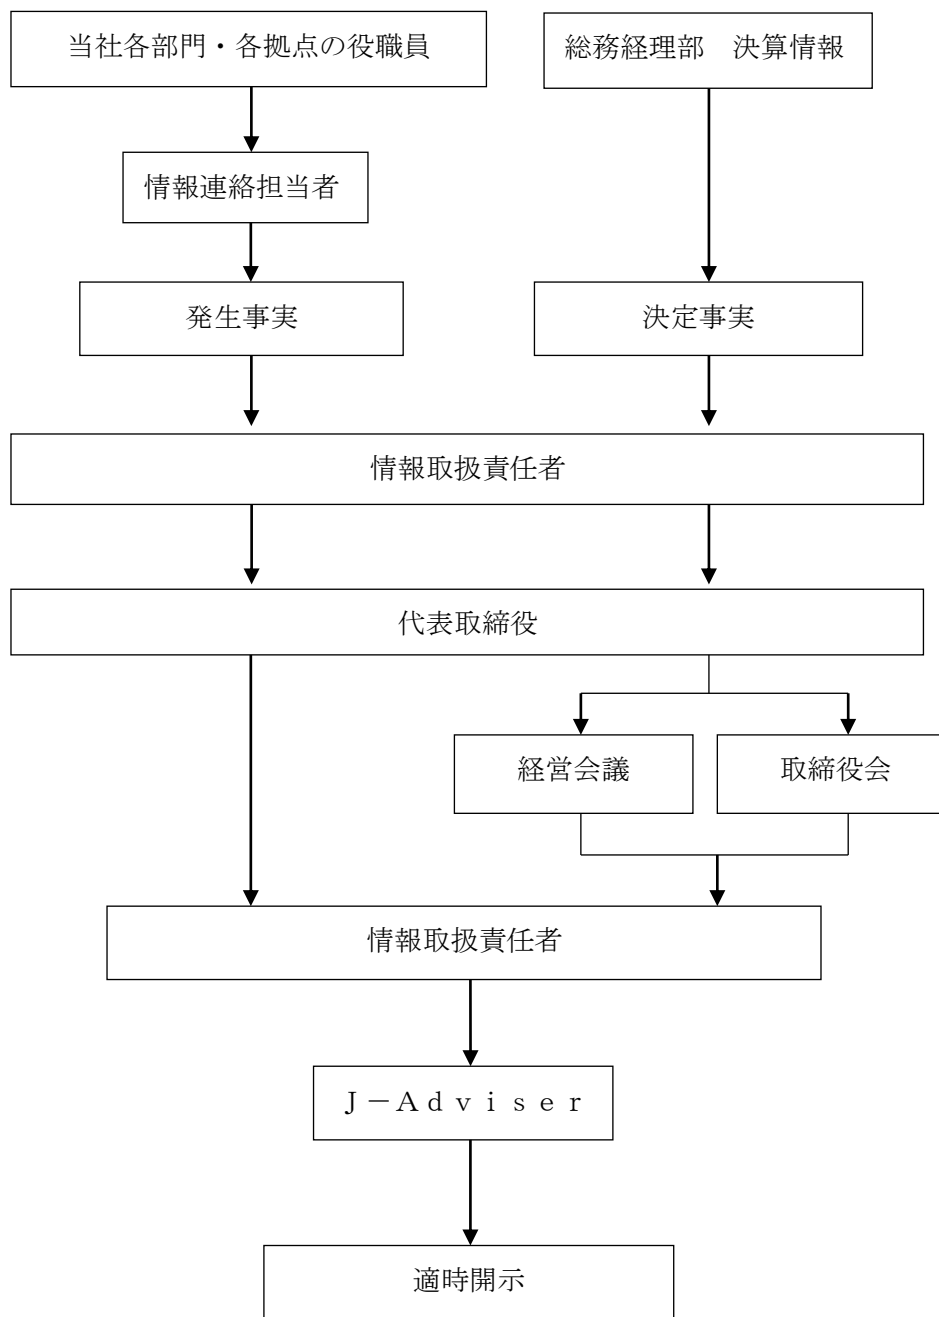 当社各部門・各拠点の役職員
総務経理部　決算情報
情報連絡担当者
発生事実
決定事実
情報取扱責任者
代表取締役
経営会議
取締役会
情報取扱責任者
Ｊ－Ａｄｖｉｓｅｒ
適時開示